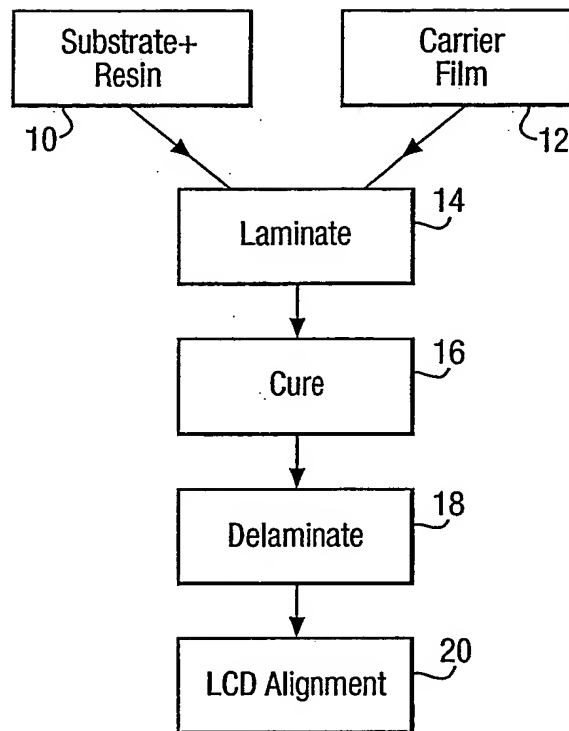 Substrate+
Resin
10
Carrier
Film
12
Laminate
14
Cure
16
Delaminate
18
LCD Alignment
20